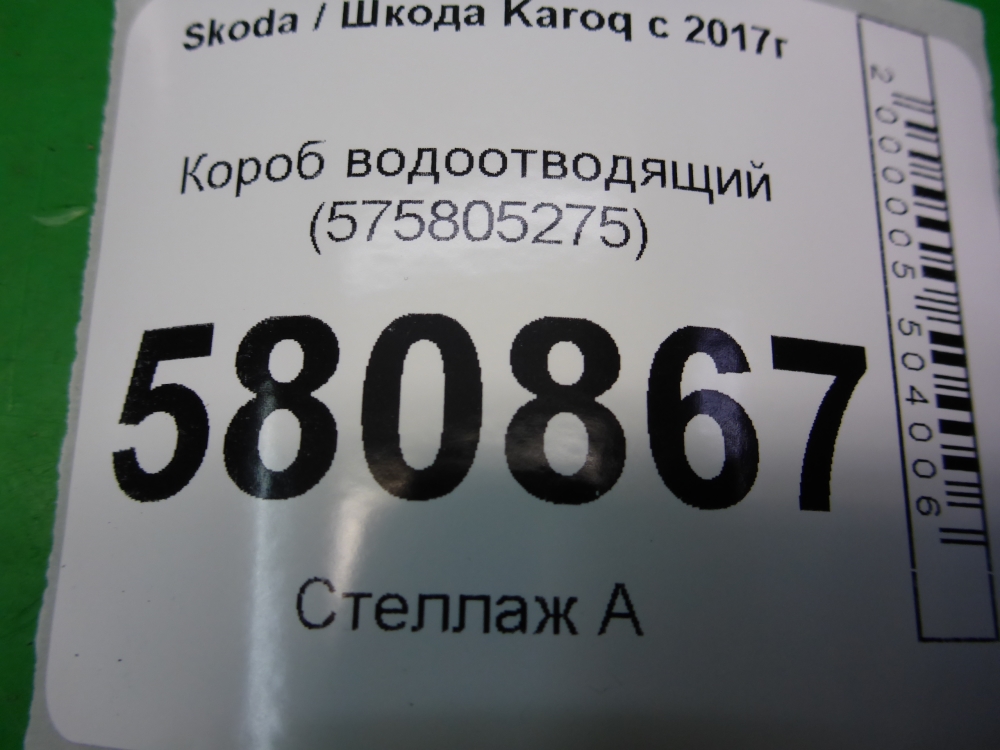 Skoda / Шкода Karoq с 2017г
Короб водоотводящий
(575805275)
580867
Стеллаж А
2000005504006